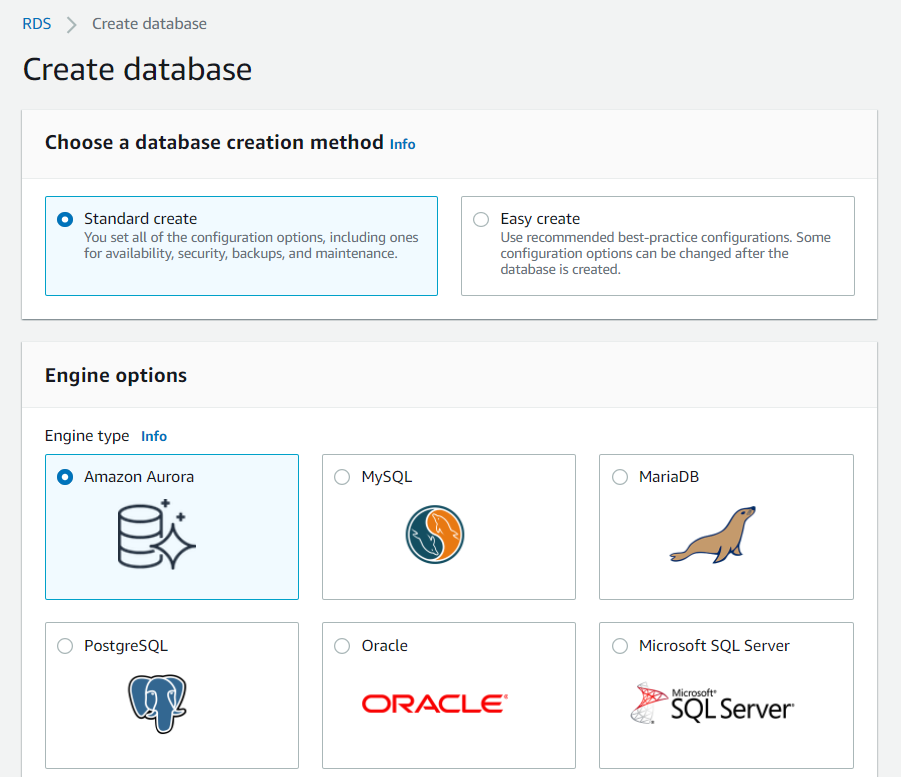 RDS > Create database
Create database
Choose a database creation method Info
Standard create
You set all of the configuration options, including ones
for availability, security, backups, and maintenance.
Easy create
Use recommended best-practice configurations. Some
configuration options can be changed after the
database is created.
Engine options
Engine type Info
Amazon Aurora
MySQL
MariaDB
PostgreSQL
Oracle
ORACLE®
Microsoft SQL Server
Microsoft®
SQL Server®